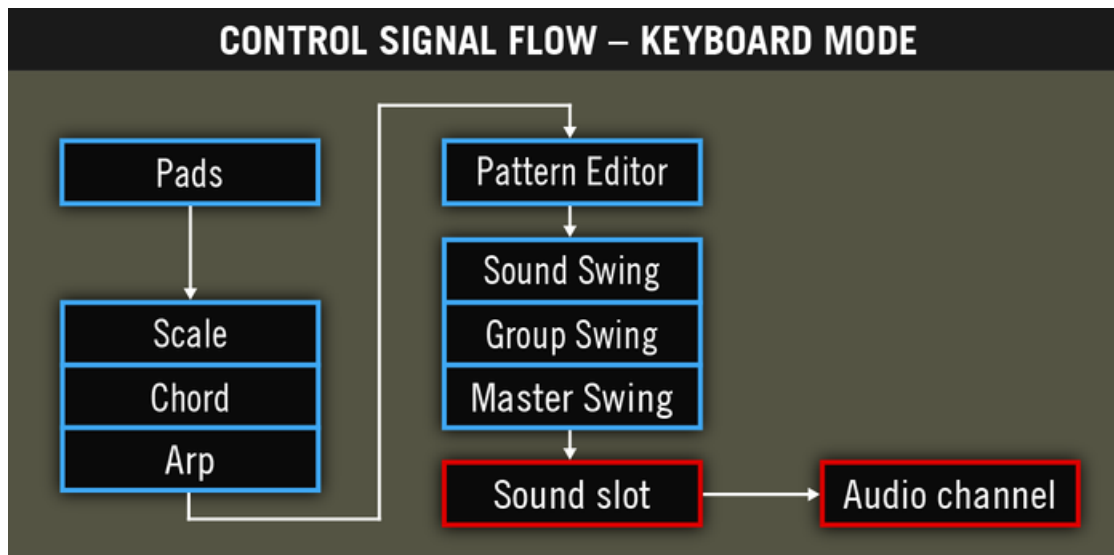 CONTROL SIGNAL FLOW – KEYBOARD MODE
Pads
Scale
Chord
Arp
Pattern Editor
Sound Swing
Group Swing
Master Swing
Sound slot
Audio channel